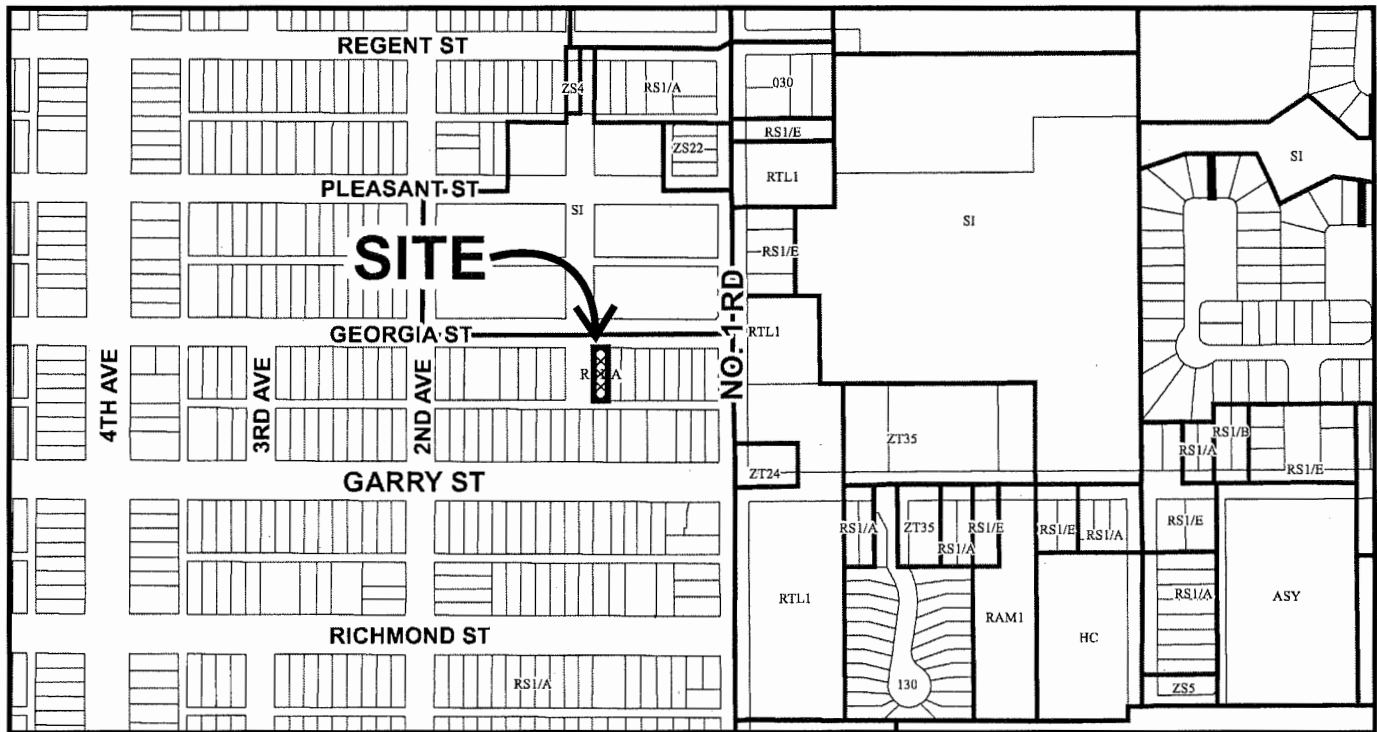 REGENT ST
ZS4
RS1/A
030
RS1/E
ZS22
RTL1
SI
PLEASANT ST
SI
SI
SITE
RS1/E
NO. 1 RD
GEORGIA ST
RTL1
4TH AVE
3RD AVE
2ND AVE
ZT35
RS1/A
RS1/B
RS1/E
GARRY ST
ZT24
RS1/A
ZT35
RS1/A
RS1/E
RS1/E
RS1/A
RS1/E
RS1/A
ASY
RTL1
RAM1
HC
RICHMOND ST
RS1/A
130
ZS5